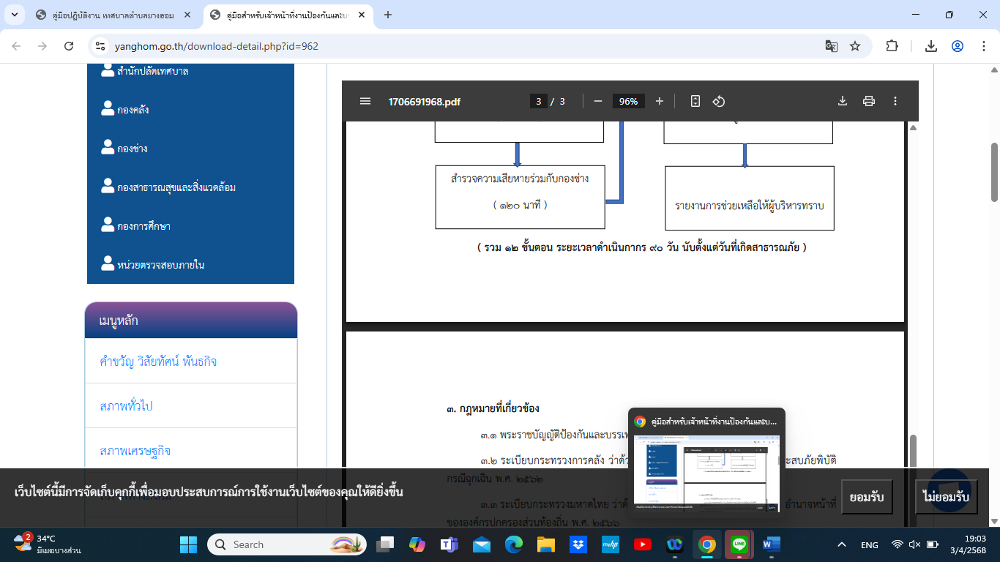 คู่มือปฏิบัติงาน เทศบาลตำบลยางฮอม
คู่มือสำหรับเจ้าหน้าที่งานป้องกันและบร
yanghom.go.th/download-detail.php?id=962
สำนักปลัดเทศบาล
กองคลัง
กองช่าง
กองสาธารณสุขและสิ่งแวดล้อม
กองการศึกษา
หน่วยตรวจสอบภายใน
เมนูหลัก
คำขวัญ วิสัยทัศน์ พันธกิจ
สภาพทั่วไป
สภาพเศรษฐกิจ
1706691968.pdf
3 / 3
96%
สำรวจความเสียหายร่วมกับกองช่าง
( ๑๒๐ นาที )
รายงานการช่วยเหลือให้ผู้บริหารทราบ
( รวม ๑๒ ขั้นตอน ระยะเวลาดำเนินกาการ ๙๐ วัน นับตั้งแต่วันที่เกิดสาธารณภัย )
๓. กฎหมายที่เกี่ยวข้อง
๓.๑ พระราชบัญญัติป้องกันและบรรเท
๓.๒ ระเบียบกระทรวงการคลัง ว่าด้ว ะสบภัยพิบัติ
กรณีฉุกเฉิน พ.ศ. ๒๕๖๒
๓.๓ ระเบียบกระทรวงมหาดไทย ว่าด้ อำนาจหน้าที่
ขององค์กรปกครองส่วนท้องถิ่น พ.ศ. ๒๕๖๖
คู่มือสำหรับเจ้าหน้าที่งานป้องกันและบ...
เว็บไซต์นี้มีการจัดเก็บคุกกี้เพื่อมอบประสบการณ์การใช้งานเว็บไซต์ของคุณให้ดียิ่งขึ้น
ยอมรับ
ไม่ยอมรับ
2
34°C
มีเมฆบางส่วน
Search
myhp
LINE
ENG
19:03
3/4/2568